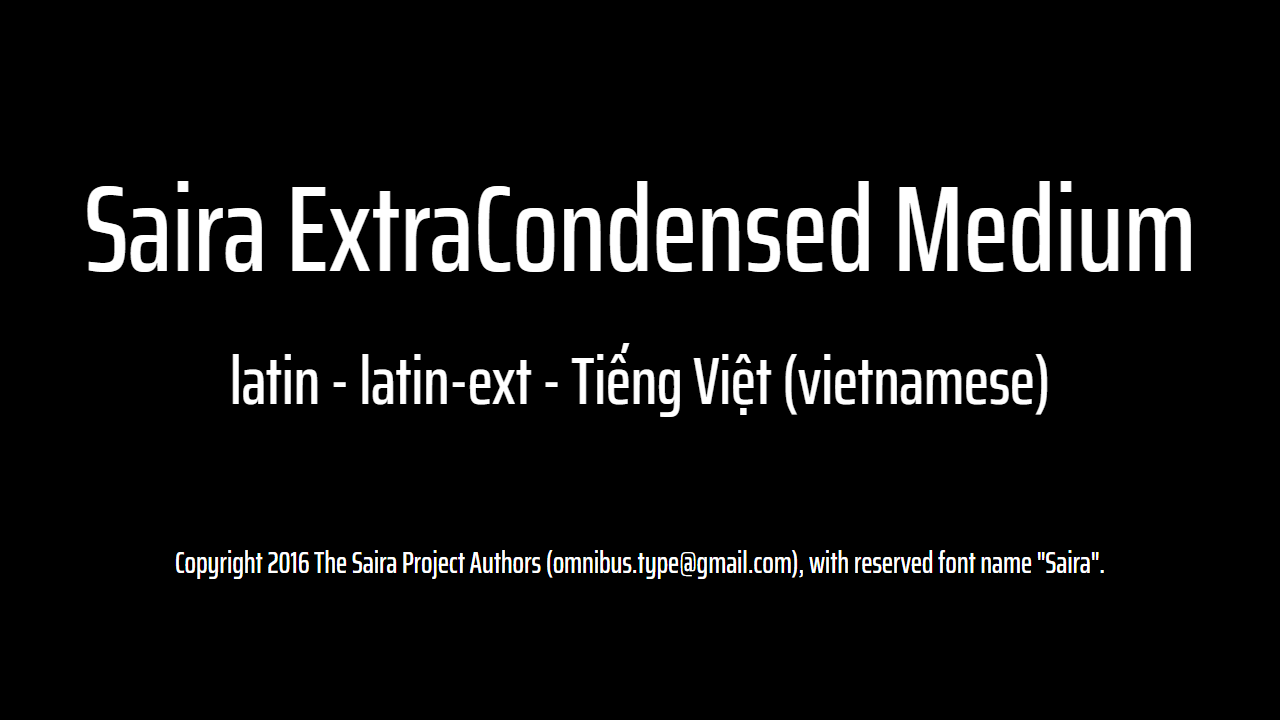 Saira ExtraCondensed Medium
latin - latin-ext - Tiếng Việt (vietnamese)
Copyright 2016 The Saira Project Authors (omnibus.type@gmail.com), with reserved font name "Saira".